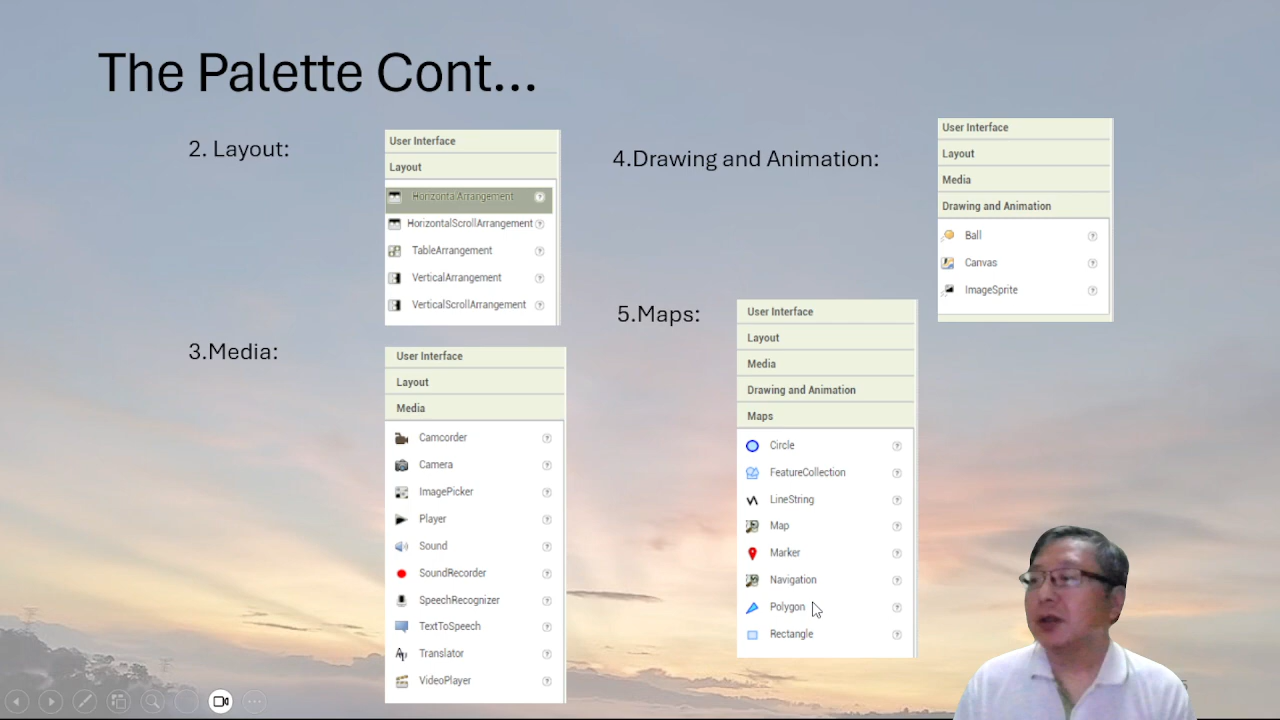 The Palette Cont...
2. Layout:
User Interface
Layout
HorizontalArrangement
HorizontalScrollArrangement
TableArrangement
VerticalArrangement
VerticalScrollArrangement
3.Media:
User Interface
Layout
Media
Camcorder
Camera
ImagePicker
Player
Sound
SoundRecorder
SpeechRecognizer
TextToSpeech
Translator
VideoPlayer
4.Drawing and Animation:
User Interface
Layout
Media
Drawing and Animation
Ball
Canvas
ImageSprite
5.Maps:
User Interface
Layout
Media
Drawing and Animation
Maps
Circle
FeatureCollection
LineString
Map
Marker
Navigation
Polygon
Rectangle